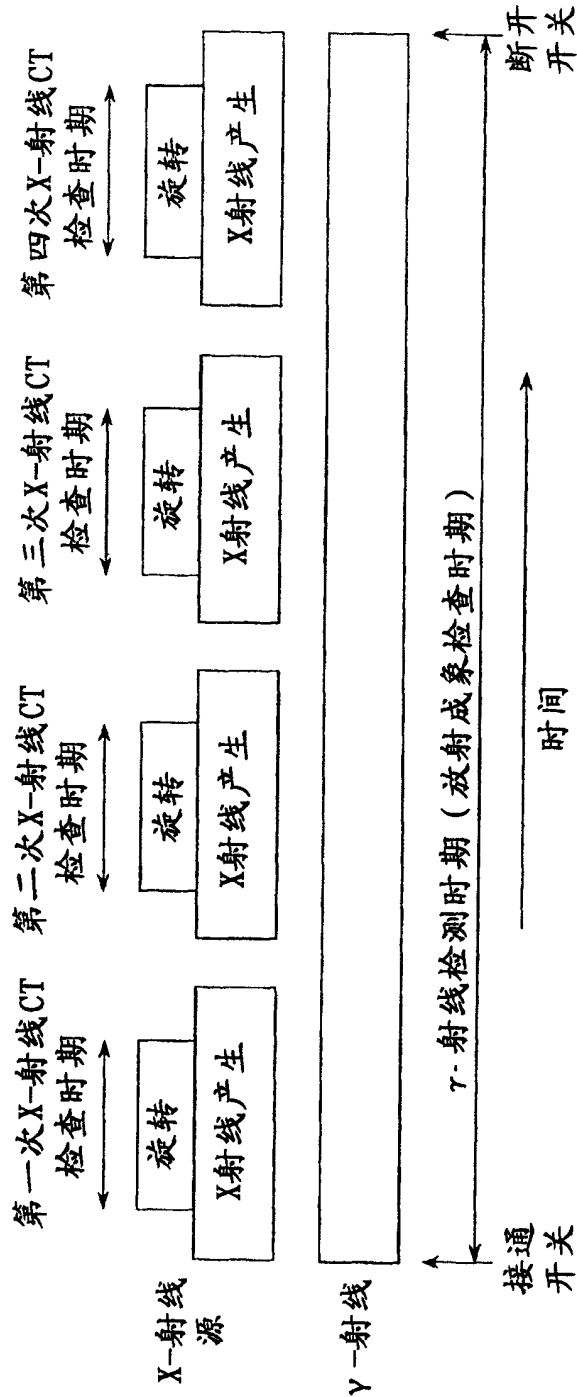 第一次X-射线CT
检查时期
第二次X-射线CT
检查时期
第三次X-射线CT
检查时期
第四次X-射线CT
检查时期
X-射线
源
旋转
X射线产生
旋转
X射线产生
旋转
X射线产生
旋转
X射线产生
γ-射线
γ-射线检测时期(放射成象检查时期)
接通
开关
时间
断开
开关